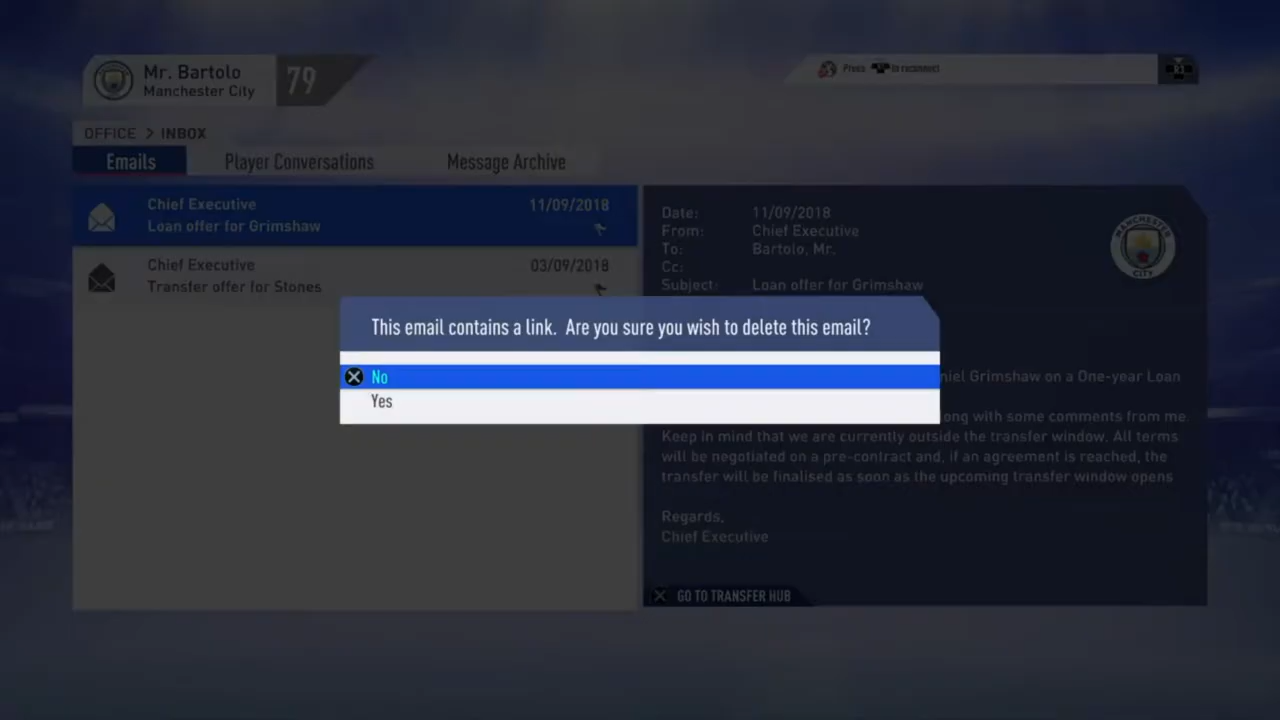 Mr. Bartolo
Manchester City
79
Press to reconnect
OFFICE > INBOX
Emails
Player Conversations
Message Archive
Chief Executive
11/09/2018
Loan offer for Grimshaw
Chief Executive
03/09/2018
Transfer offer for Stones
Date: 11/09/2018
From: Chief Executive
To: Bartolo, Mr.
Cc:
Subject: Loan offer for Grimshaw
MANCHESTER
CITY
This email contains a link. Are you sure you wish to delete this email?
No
Yes
niel Grimshaw on a One-year Loan
ong with some comments from me.
Keep in mind that we are currently outside the transfer window. All terms
will be negotiated on a pre-contract and, if an agreement is reached, the
transfer will be finalised as soon as the upcoming transfer window opens
Regards,
Chief Executive
GO TO TRANSFER HUB